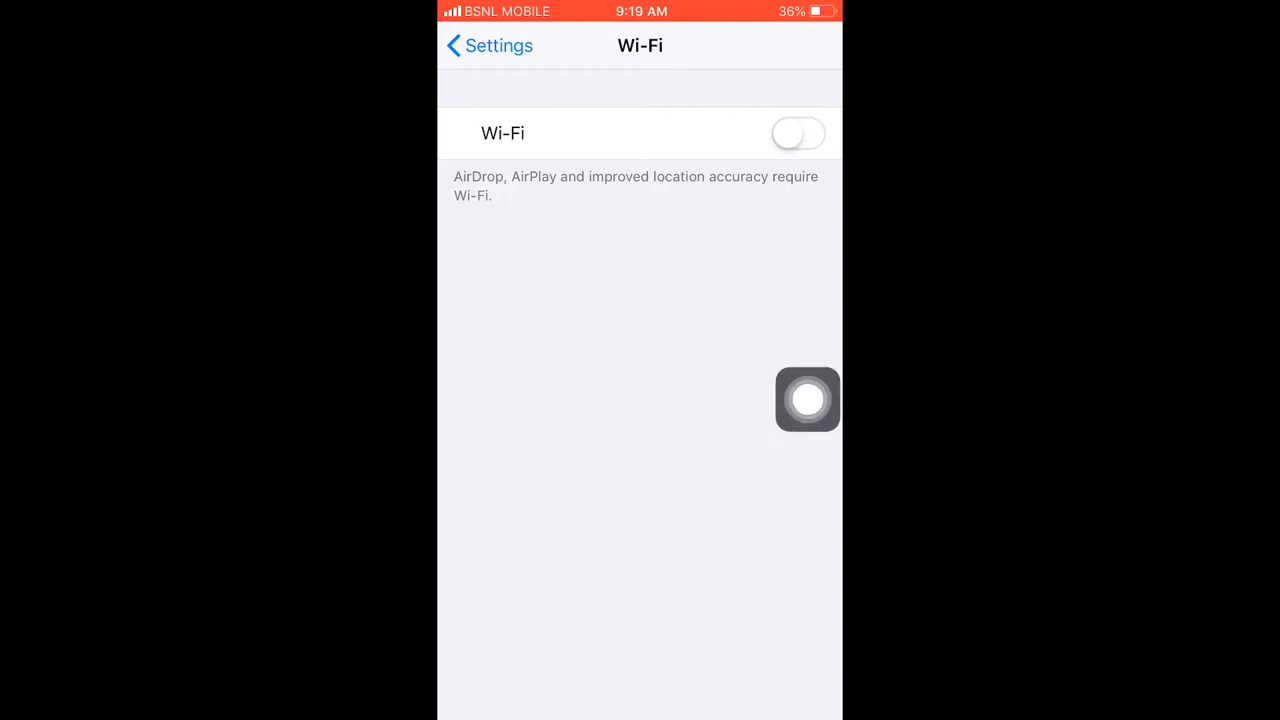 BSNL MOBILE 9:19 AM 36%
Settings Wi-Fi
Wi-Fi
AirDrop, AirPlay and improved location accuracy require
Wi-Fi.